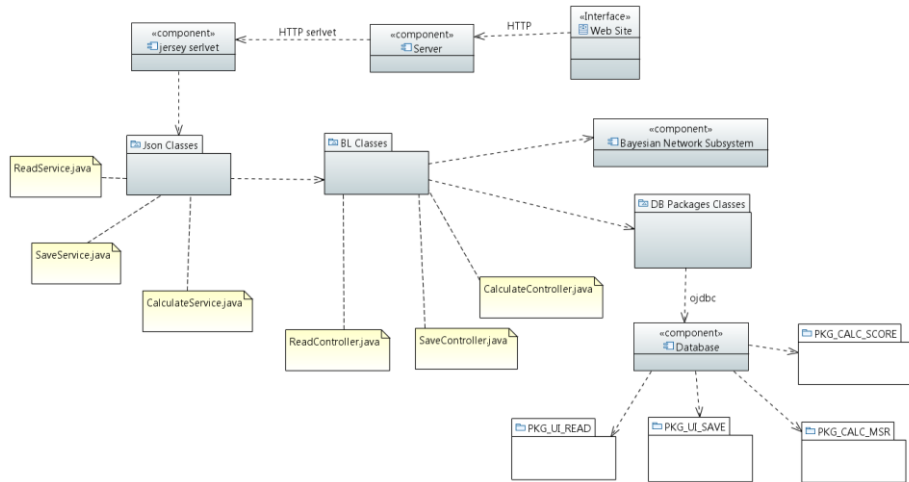 «Interface»
Web Site
HTTP
«component»
Server
HTTP serlvet
«component»
jersey serlvet
Json Classes
BL Classes
«component»
Bayesian Network Subsystem
ReadService.java
SaveService.java
CalculateService.java
DB Packages Classes
CalculateController.java
ReadController.java
SaveController.java
ojdbc
«component»
Database
PKG_CALC_SCORE
PKG_UI_READ
PKG_UI_SAVE
PKG_CALC_MSR